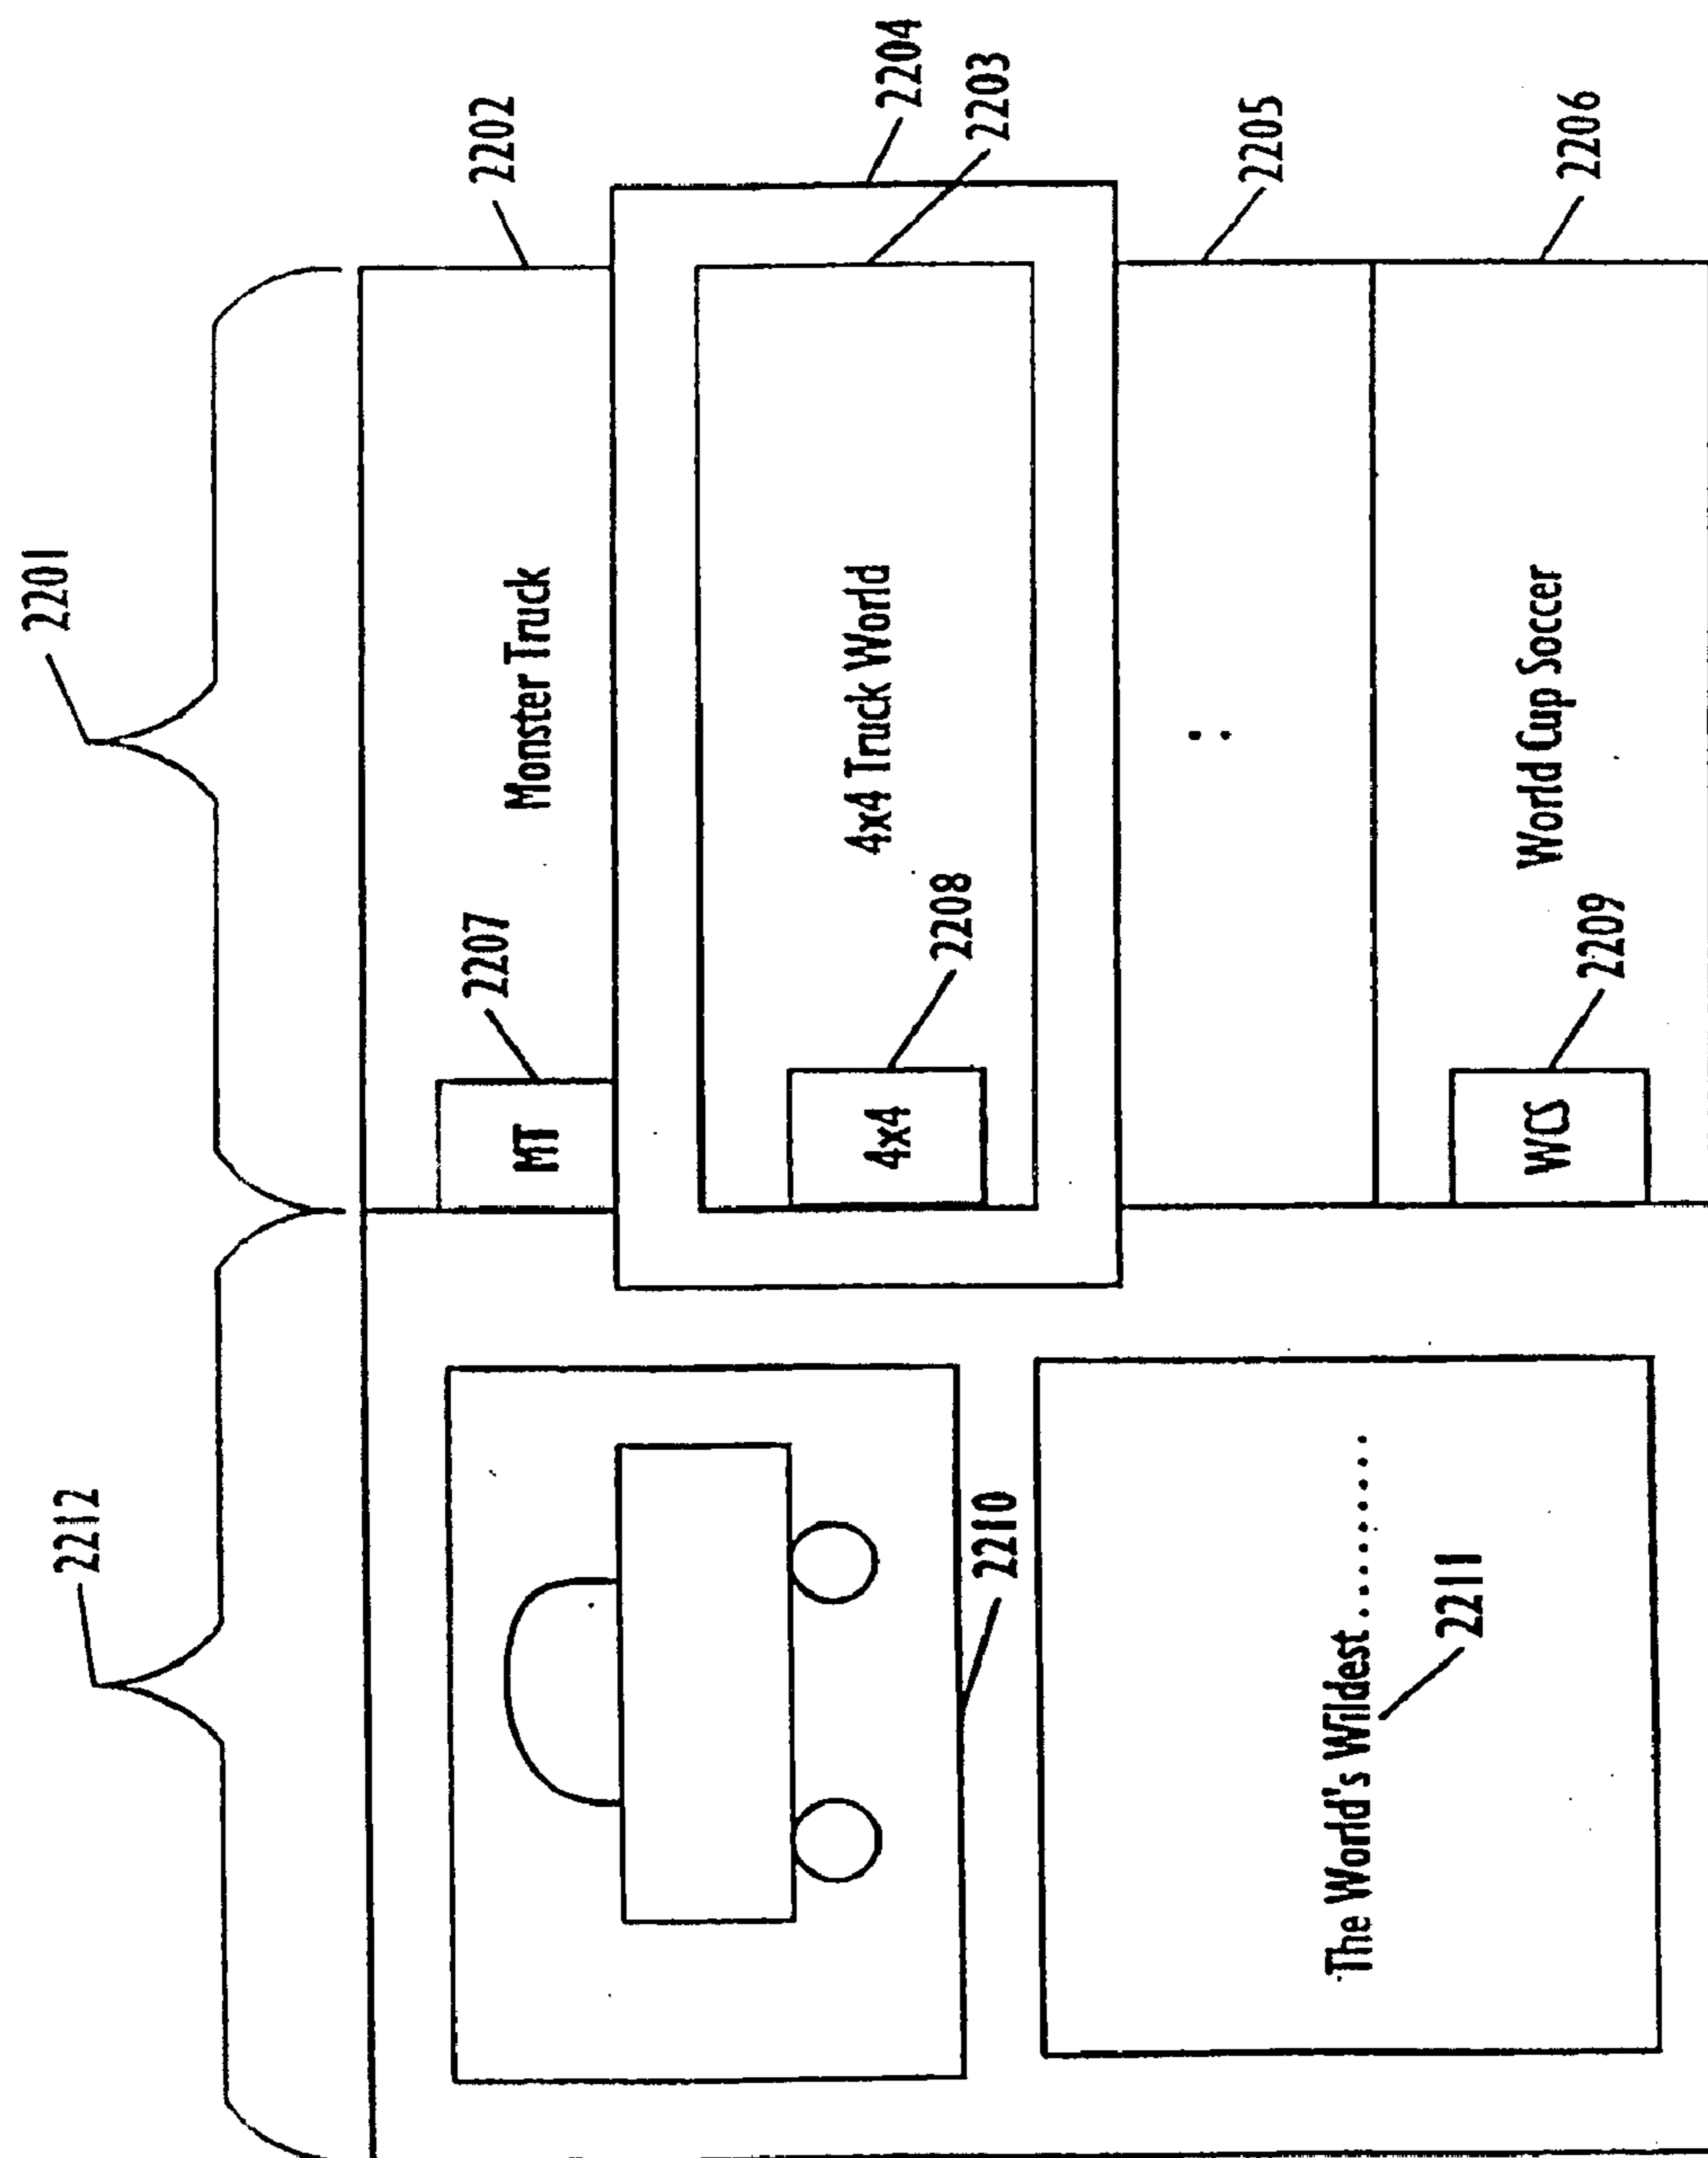 2212
2201
2202
2207
MT
Monster Truck
2204
2203
4x4 Truck World
2208
4x4
2210
:
2205
The World's Wildest.........
2211
2206
World Cup Soccer
2209
WCS